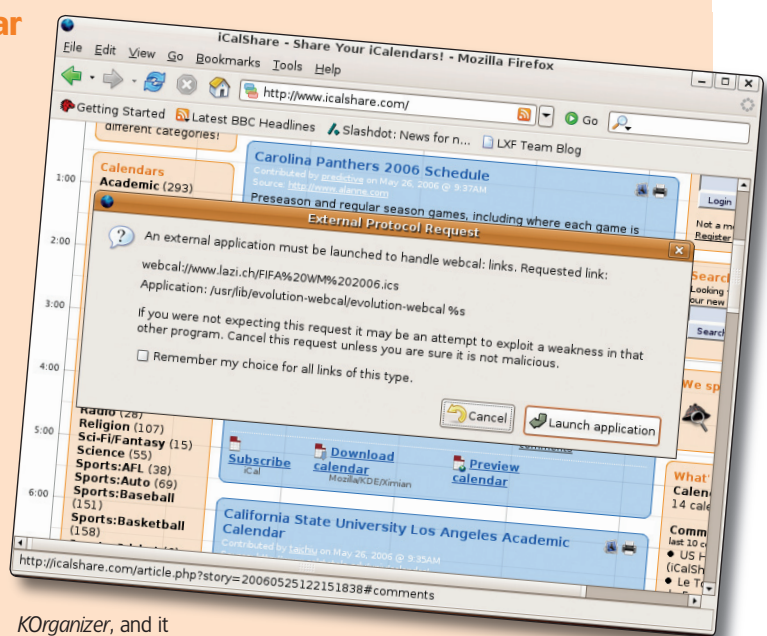 ar
iCalShare - Share Your iCalendars! - Mozilla Firefox
File Edit View Go Bookmarks Tools Help
http://www.icalshare.com/
Go
Getting Started Latest BBC Headlines Slashdot: News for n... LXF Team Blog
different categories!
Calendars
Academic (293)
1:00
2:00
3:00
4:00
5:00
6:00
Carolina Panthers 2006 Schedule
Contributed by predictive on May 26, 2006 @ 9:37AM
Source: http://www.alanne.com
Preseason and regular season games, including where each game is
Login
Not a m
Register
Searc
Looking
our new
Search
External Protocol Request
An external application must be launched to handle webcal: links. Requested link:
webcal://www.lazi.ch/FIFA%20WM%202006.ics
Application: /usr/lib/evolution-webcal/evolution-webcal %s
If you were not expecting this request it may be an attempt to exploit a weakness in that
other program. Cancel this request unless you are sure it is not malicious.
Remember my choice for all links of this type.
Cancel
Launch application
We sp
Radio (28)
Religion (107)
Sci-Fi/Fantasy (15)
Science (55)
Sports:AFL (38)
Sports:Auto (69)
Sports:Baseball
(151)
Sports:Basketball
(158)
Subscribe
iCal
Download
calendar
Mozilla/KDE/Ximian
Preview
calendar
comments
California State University Los Angeles Academic
Calendar
Contributed by tachiu on May 26, 2006 @ 9:35AM
What'
Calen
14 cale
Comm
last 10 c
US H
(iCalSh
Le To
http://icalshare.com/article.php?story=20060525122151838#comments
KOrganizer, and it